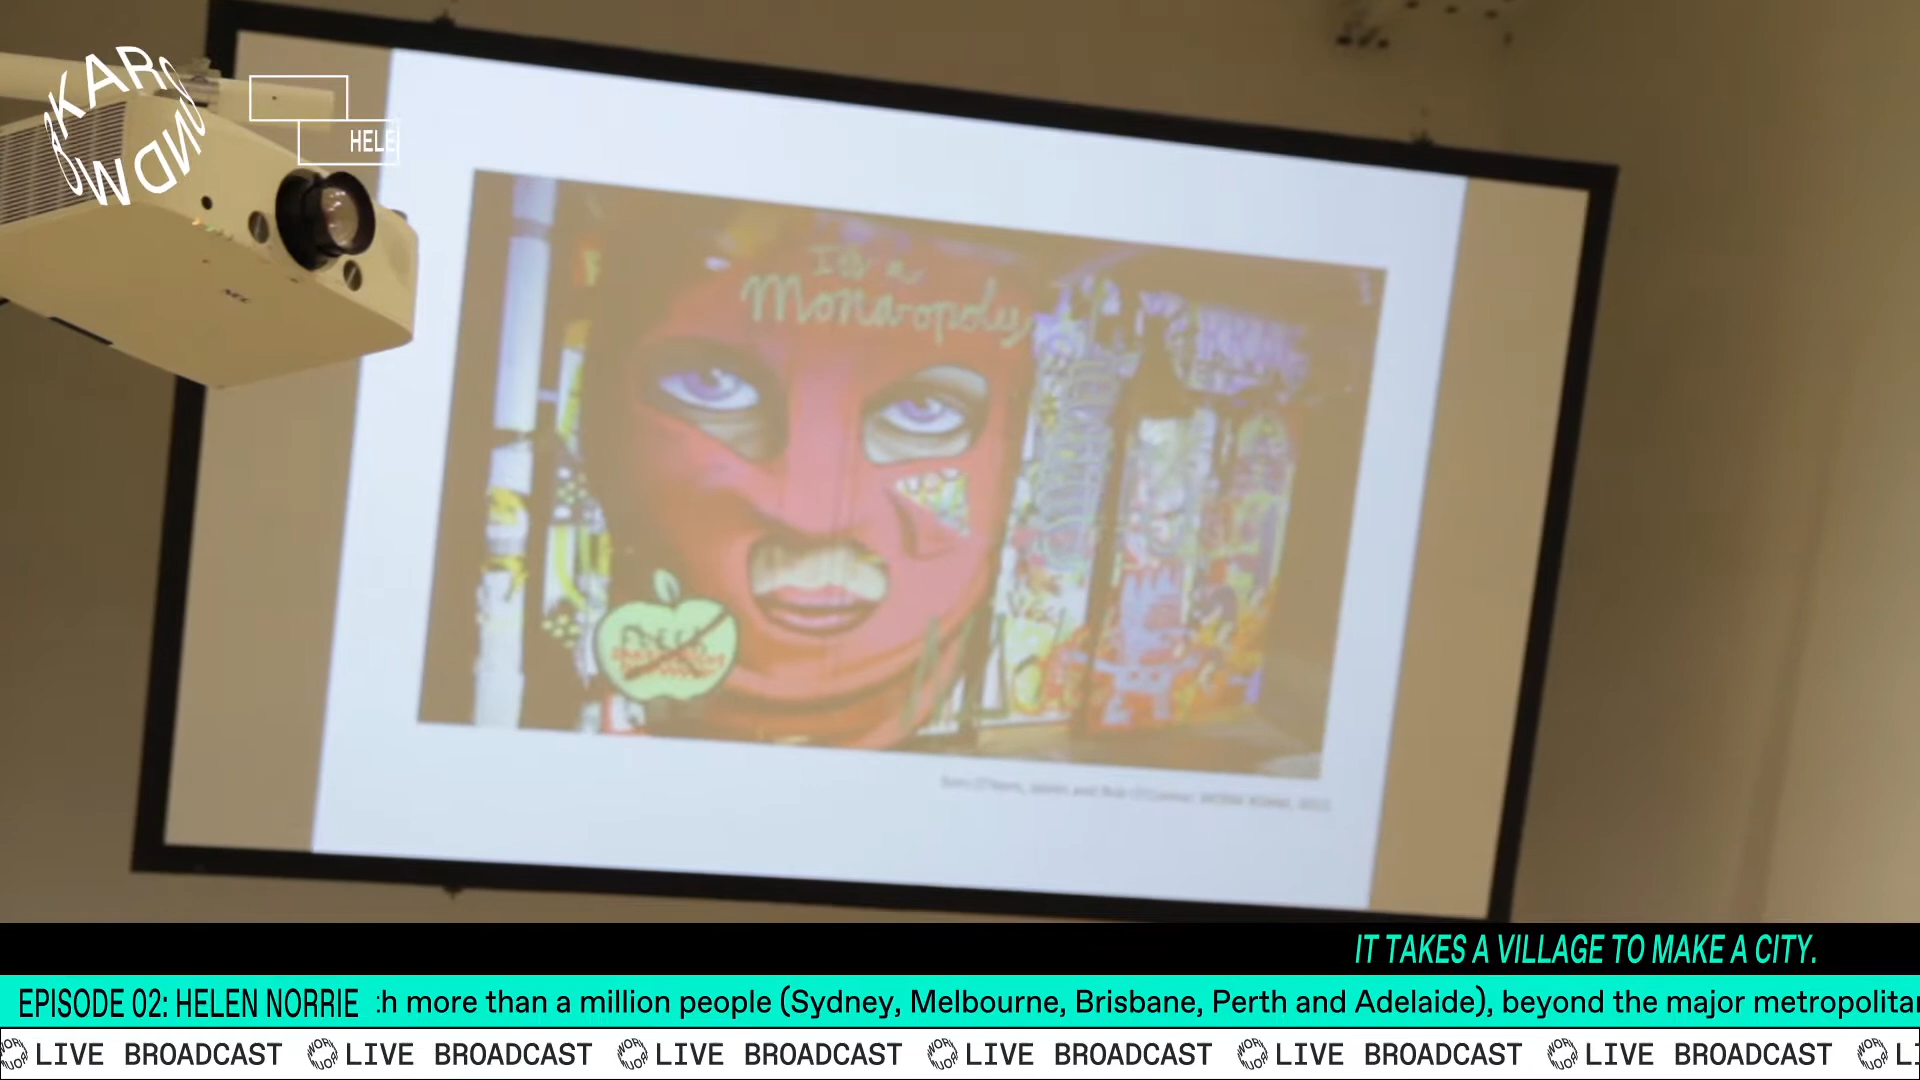 HELE
It's a
Mona-opoly
IT TAKES A VILLAGE TO MAKE A CITY.
EPISODE 02: HELEN NORRIE :h more than a million people (Sydney, Melbourne, Brisbane, Perth and Adelaide), beyond the major metropolitan
LIVE BROADCAST LIVE BROADCAST LIVE BROADCAST LIVE BROADCAST LIVE BROADCAST LIVE BROADCAST LI